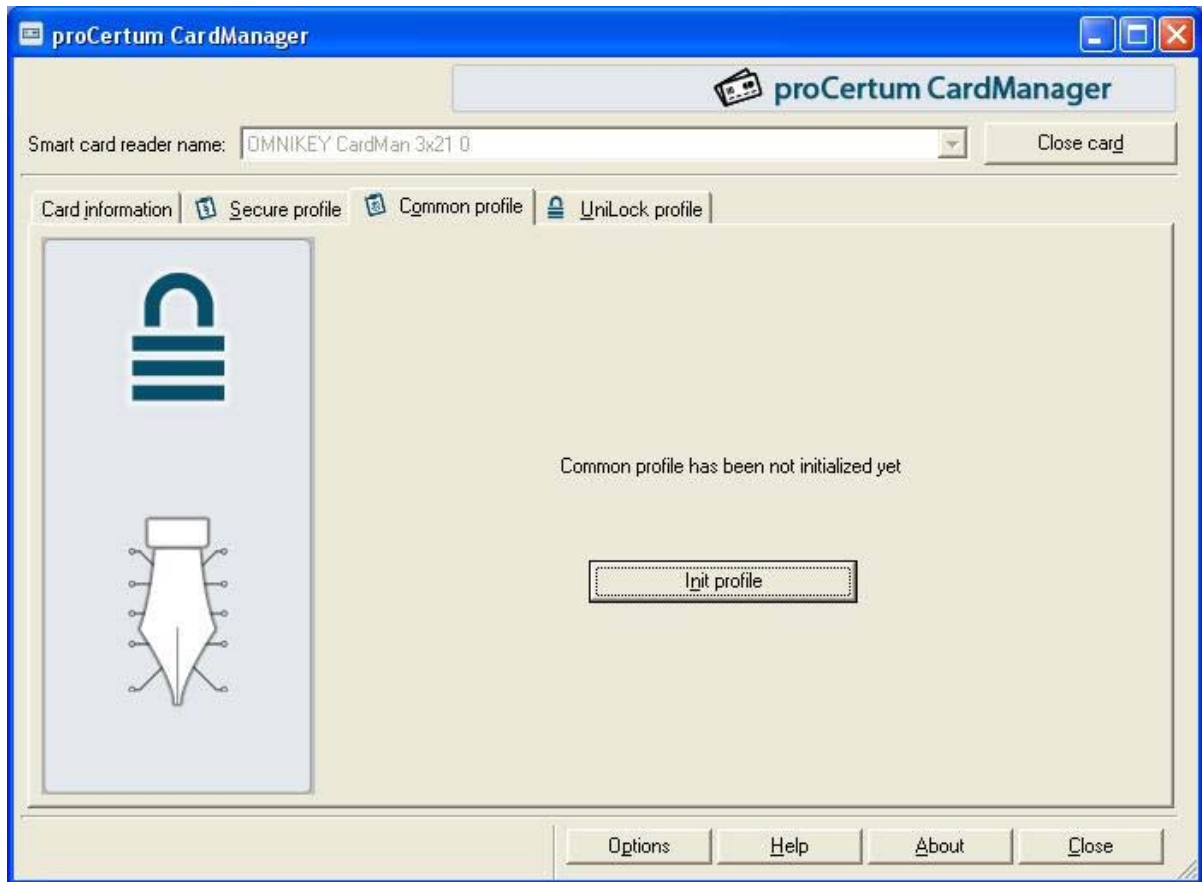 proCertum CardManager
proCertum CardManager
Smart card reader name: OMNIKEY CardMan 3x21 0 Close card
Card information Secure profile Common profile UniLock profile
Common profile has been not initialized yet
Init profile
Options Help About Close